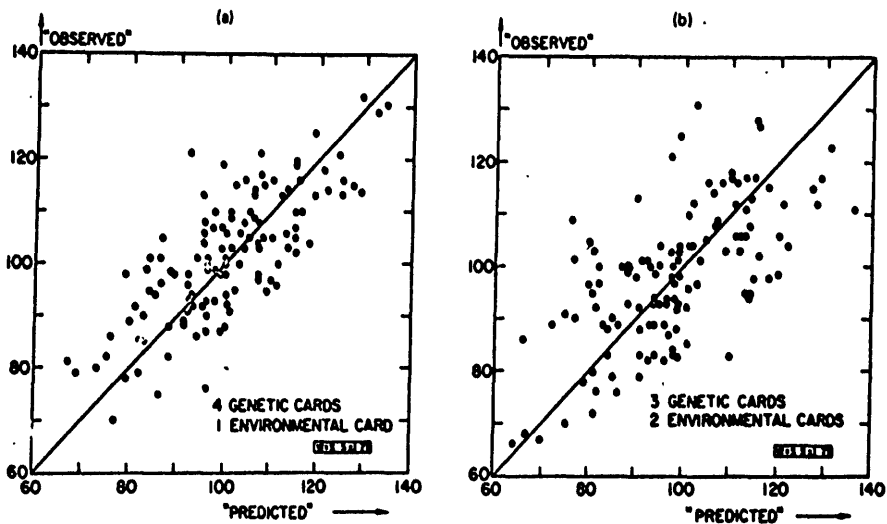 (a)
"OBSERVED"
140
120
100
80
60
4 GENETIC CARDS
1 ENVIRONMENTAL CARD
60 80 100 120 140
"PREDICTED"
(b)
"OBSERVED"
140
120
100
80
60
3 GENETIC CARDS
2 ENVIRONMENTAL CARDS
60 80 100 120 140
"PREDICTED"